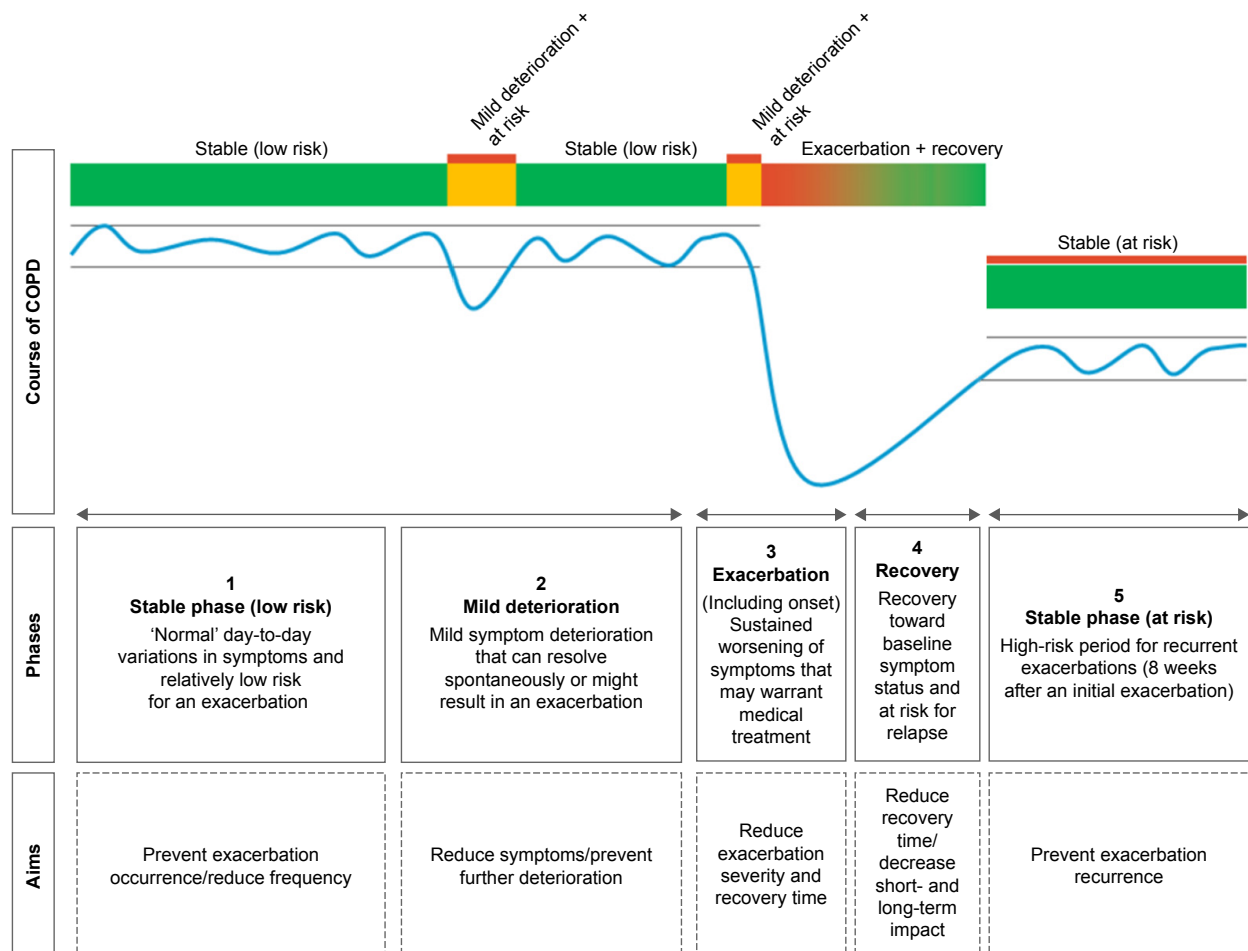 Mild deterioration +
at risk
Mild deterioration +
at risk
Stable (low risk)
Stable (low risk)
Exacerbation + recovery
Stable (at risk)
Course of COPD
Phases
1
Stable phase (low risk)
‘Normal’ day-to-day
variations in symptoms and
relatively low risk
for an exacerbation
2
Mild deterioration
Mild symptom deterioration
that can resolve
spontaneously or might
result in an exacerbation
3
Exacerbation
(Including onset)
Sustained
worsening of
symptoms that
may warrant
medical
treatment
4
Recovery
Recovery
toward
baseline
symptom
status and
at risk for
relapse
5
Stable phase (at risk)
High-risk period for recurrent
exacerbations (8 weeks
after an initial exacerbation)
Aims
Prevent exacerbation
occurrence/reduce frequency
Reduce symptoms/prevent
further deterioration
Reduce
exacerbation
severity and
recovery time
Reduce
recovery
time/
decrease
short- and
long-term
impact
Prevent exacerbation
recurrence